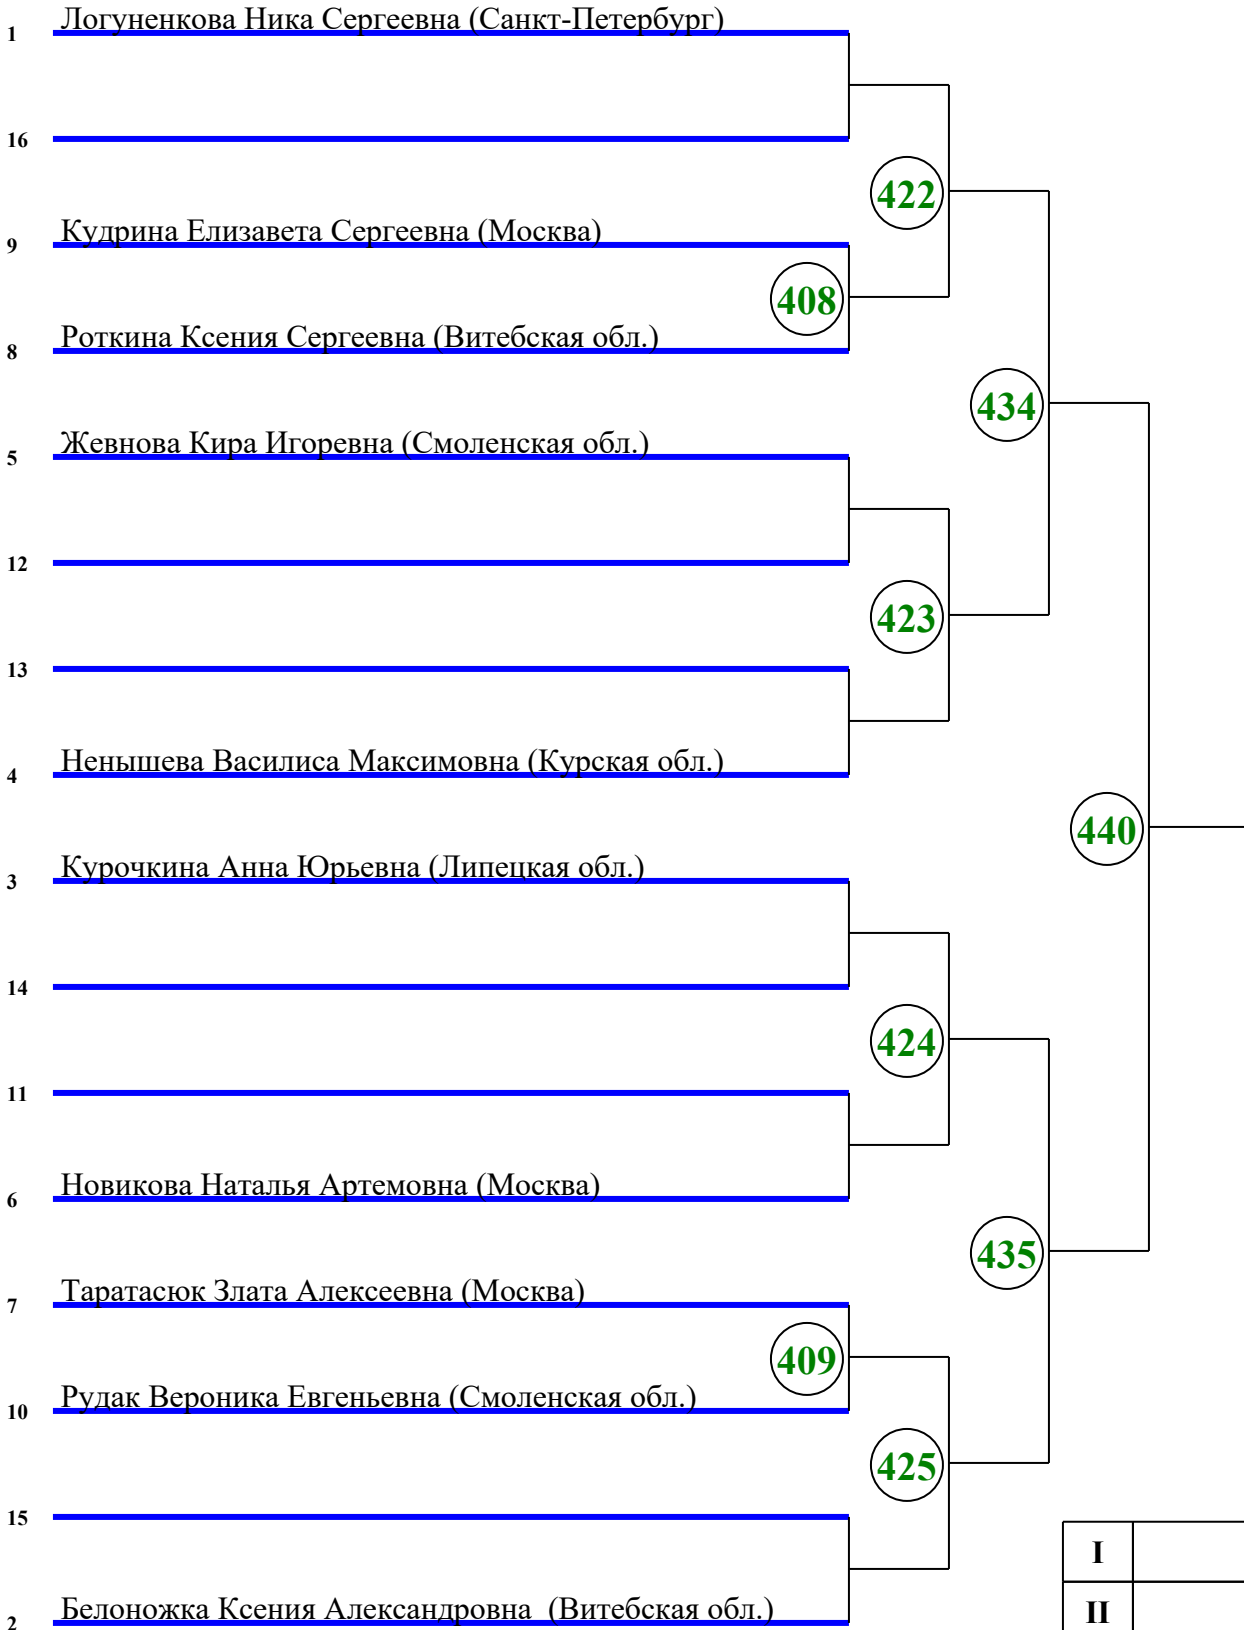 1 Логуненкова Ника Сергеевна (Санкт-Петербург)
16
422
9 Кудрина Елизавета Сергеевна (Москва)
408
8 Роткина Ксения Сергеевна (Витебская обл.)
434
5 Жевнова Кира Игоревна (Смоленская обл.)
12
423
13
4 Ненышева Василиса Максимовна (Курская обл.)
440
3 Курочкина Анна Юрьевна (Липецкая обл.)
14
424
11
6 Новикова Наталья Артемовна (Москва)
435
7 Таратасюк Злата Алексеевна (Москва)
409
10 Рудак Вероника Евгеньевна (Смоленская обл.)
425
15
I
2 Белоножка Ксения Александровна (Витебская обл.)
II